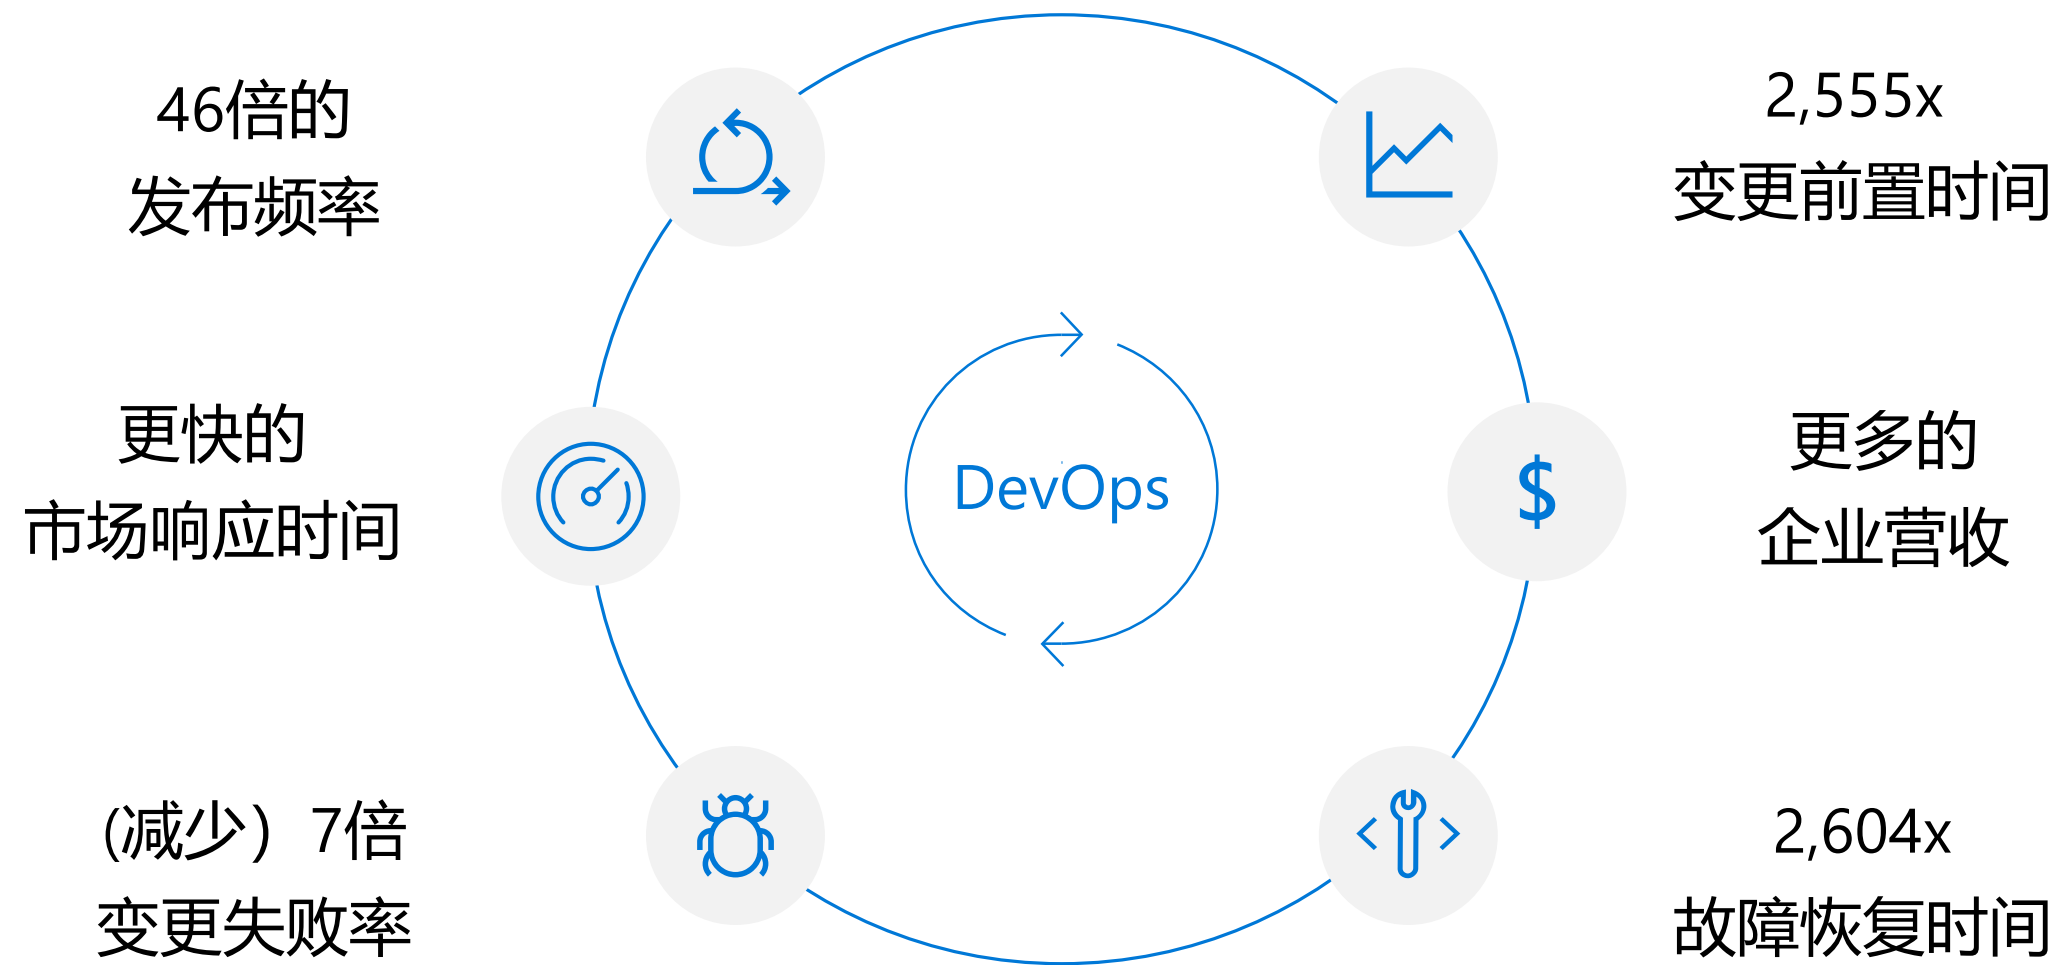 46倍的
发布频率
2,555x
变更前置时间
更快的
市场响应时间
DevOps
$
更多的
企业营收
(减少）7倍
变更失败率
2,604x
故障恢复时间